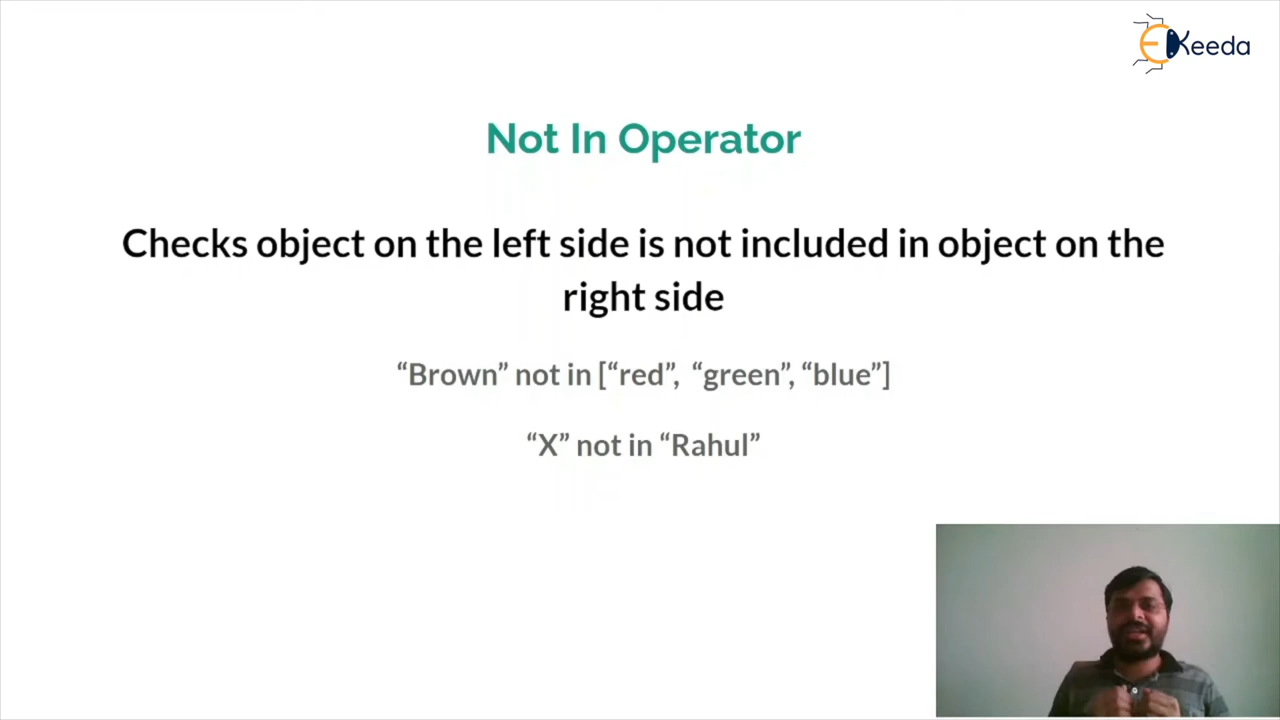 EKeeda
Not In Operator
Checks object on the left side is not included in object on the
right side
“Brown” not in [“red”, “green”, “blue”]
“X” not in “Rahul”